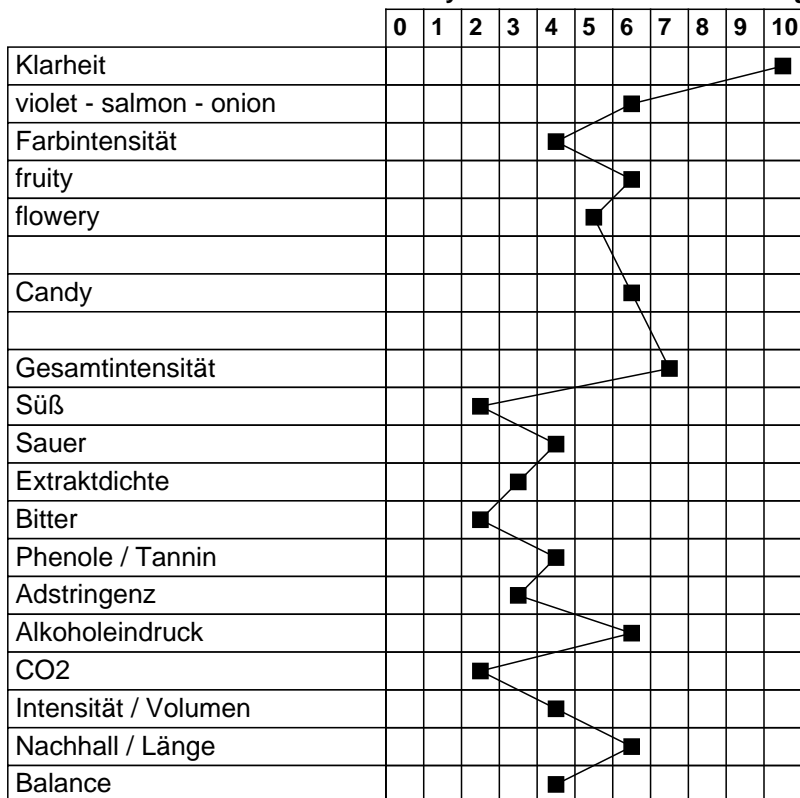 0 1 2 3 4 5 6 7 8 9 10
Klarheit
violet - salmon - onion
Farbintensität
fruity
flowery
Candy
Gesamtintensität
Süß
Sauer
Extraktdichte
Bitter
Phenole / Tannin
Adstringenz
Alkoholeindruck
CO2
Intensität / Volumen
Nachhall / Länge
Balance